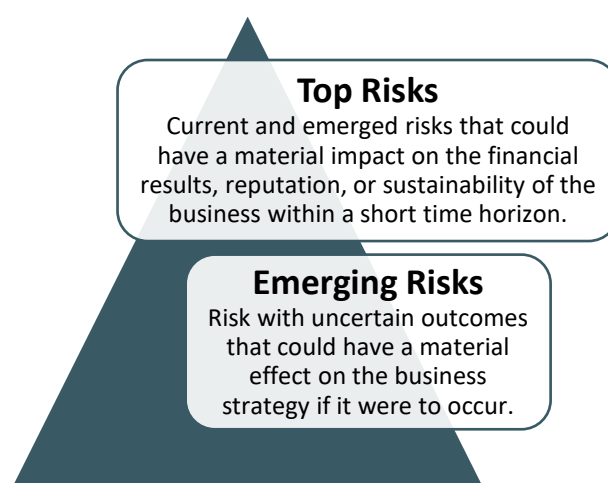 Top Risks
Current and emerged risks that could
have a material impact on the financial
results, reputation, or sustainability of the
business within a short time horizon.
Emerging Risks
Risk with uncertain outcomes
that could have a material
effect on the business
strategy if it were to occur.